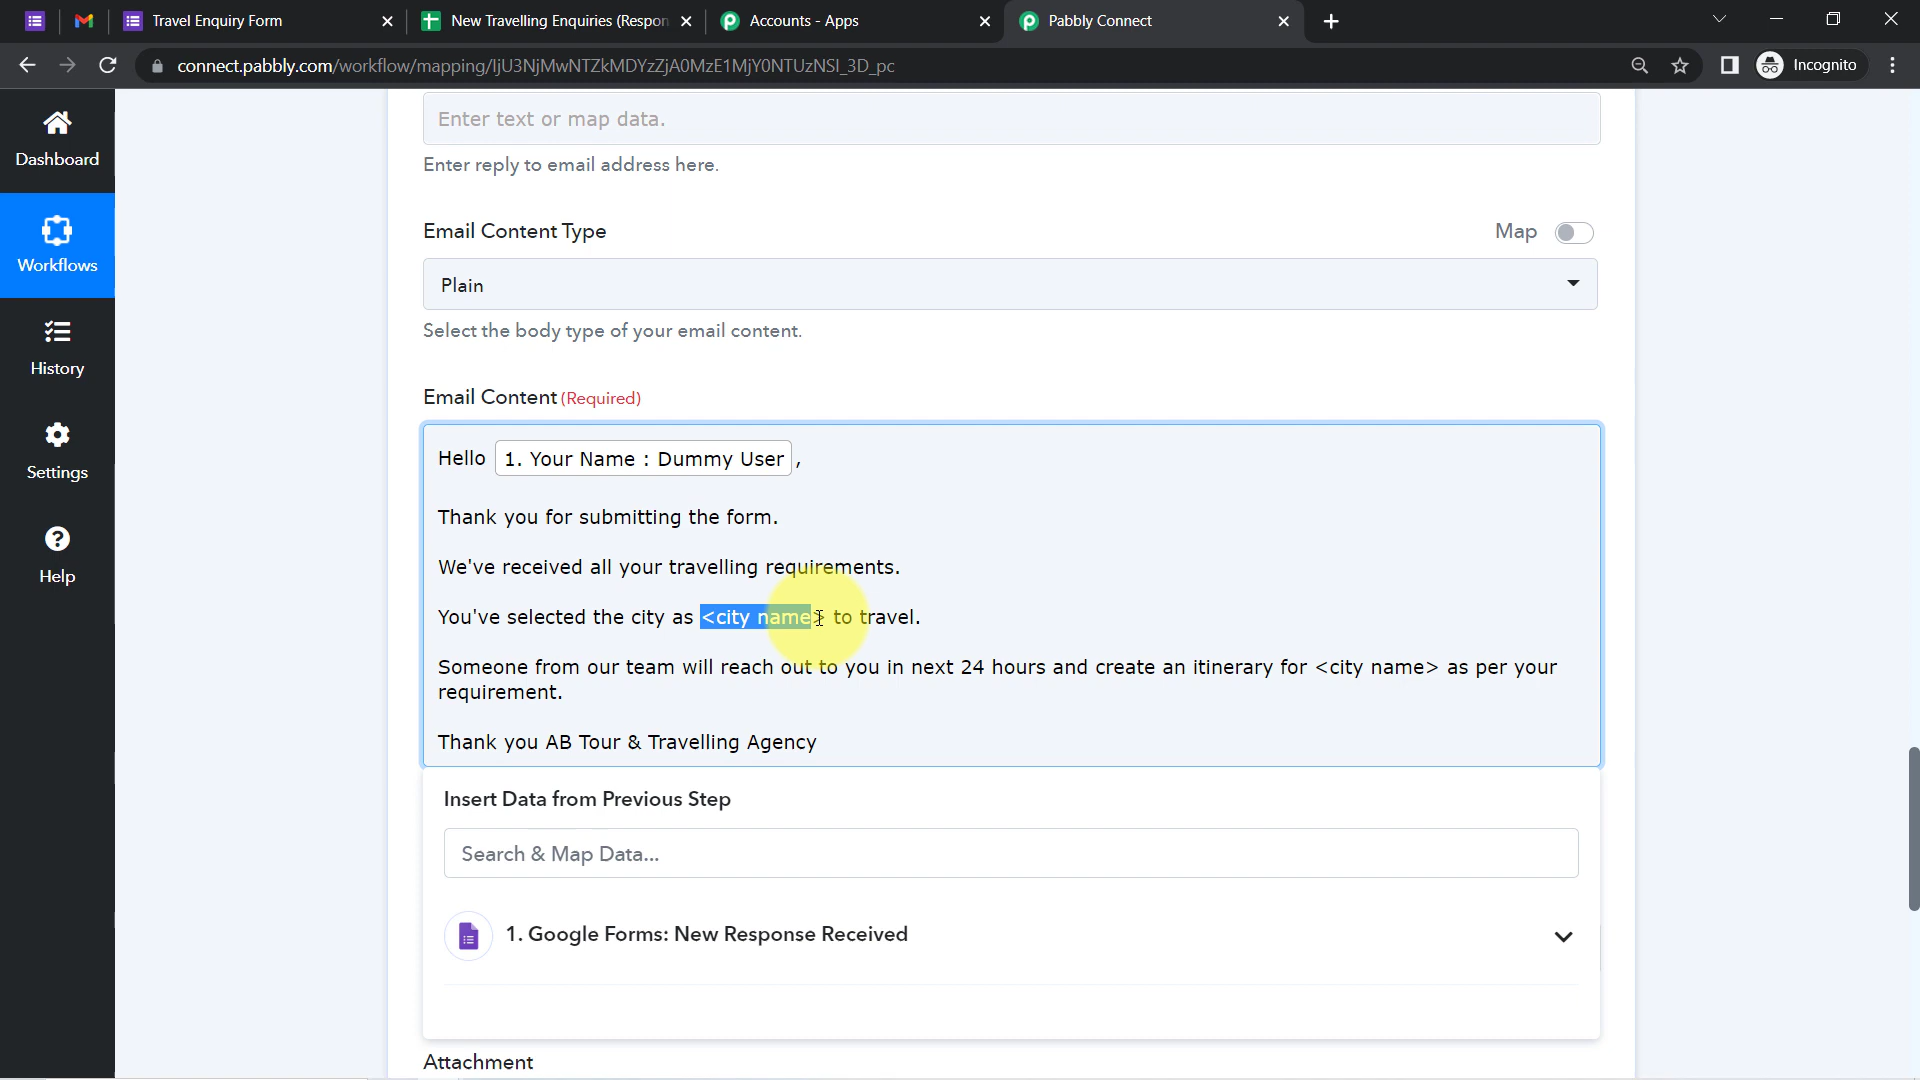 Travel Enquiry Form
New Travelling Enquiries (Respon
Accounts - Apps
Pabbly Connect
connect.pabbly.com/workflow/mapping/IjU3NjMwNTZkMDYzZjA0MzE1MjY0NTUzNSI_3D_pc
Incognito
Dashboard
Workflows
History
Settings
Help
Enter text or map data.
Enter reply to email address here.
Email Content Type
Map
Plain
Select the body type of your email content.
Email Content (Required)
Hello 1. Your Name : Dummy User ,
Thank you for submitting the form.
We've received all your travelling requirements.
You've selected the city as <city name> to travel.
Someone from our team will reach out to you in next 24 hours and create an itinerary for <city name> as per your
requirement.
Thank you AB Tour & Travelling Agency
Insert Data from Previous Step
Search & Map Data...
1. Google Forms: New Response Received
Attachment